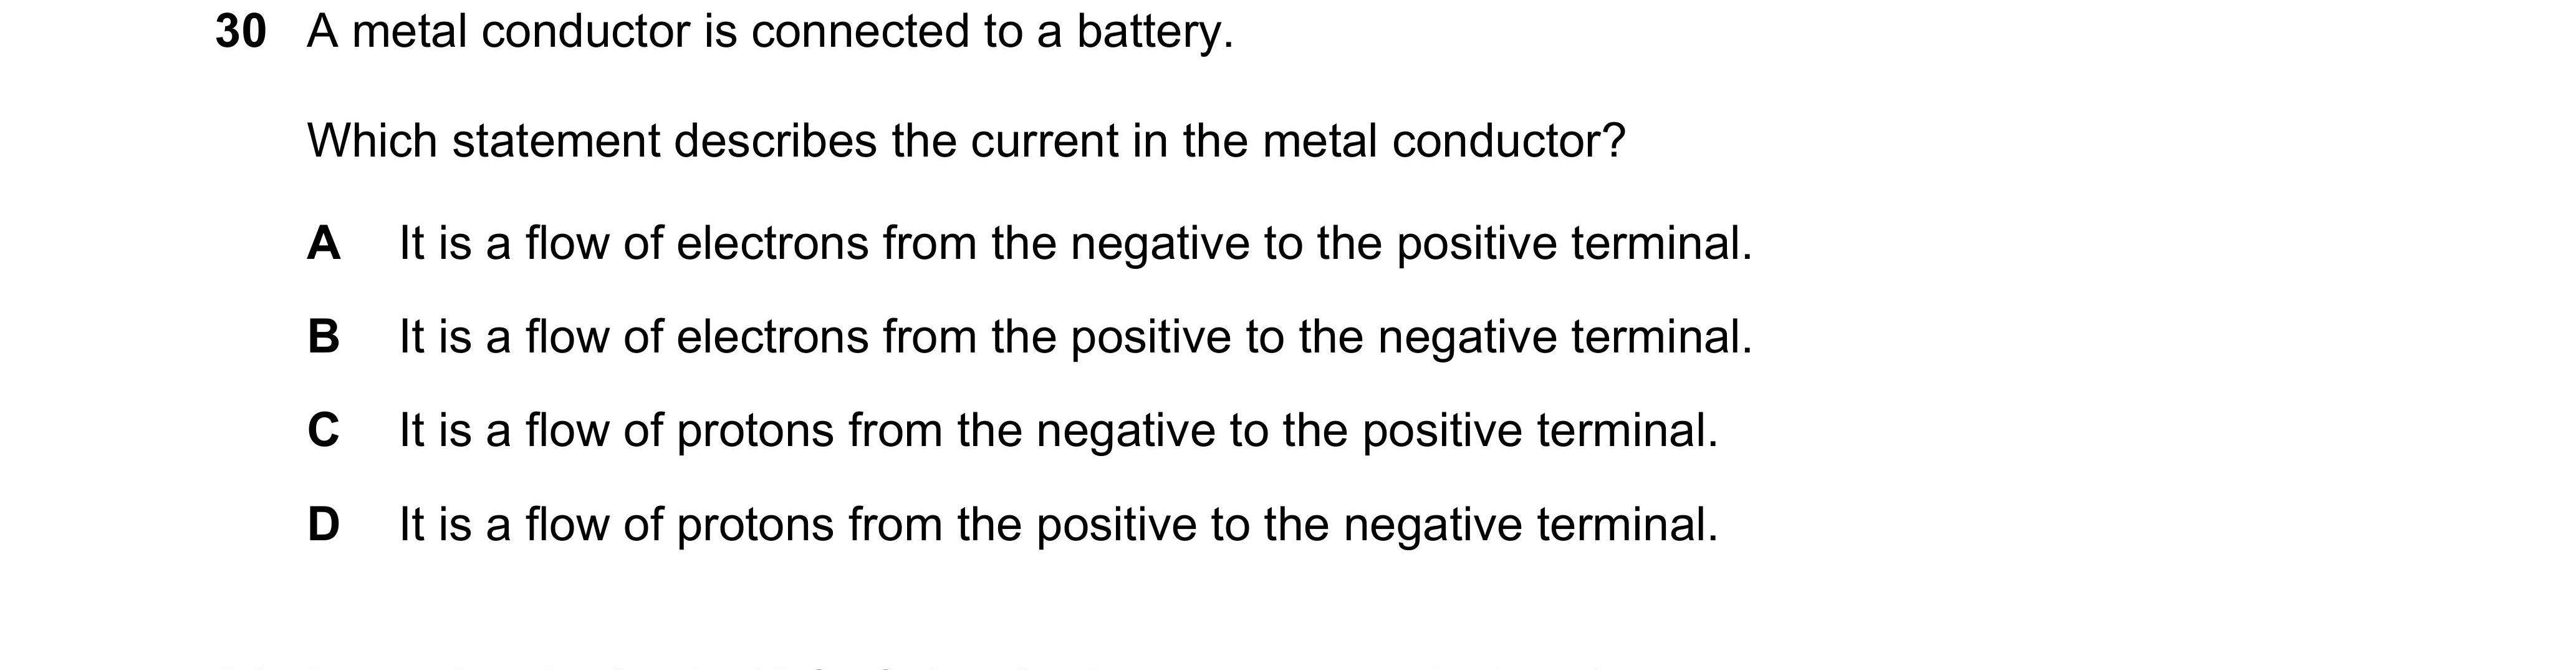 30 A metal conductor is connected to a battery.
Which statement describes the current in the metal conductor?
A It is a flow of electrons from the negative to the positive terminal.
B It is a flow of electrons from the positive to the negative terminal.
C It is a flow of protons from the negative to the positive terminal.
D It is a flow of protons from the positive to the negative terminal.